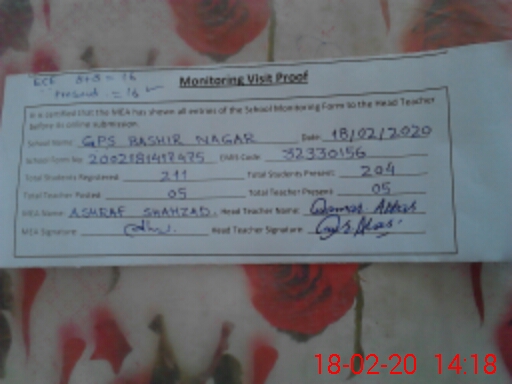 ECE 8+8 = 16
Present = 16
Monitoring Visit Proof
It is certified that the MEA has shown all entries of the School Monitoring Form to the Head Teacher
before its online submission.
School Name: GPS BASHIR NAGAR Date: 18/02/2020
School Form No: 2002181417475 EMIS Code: 32330156
Total Students Registered: 211 Total Students Present: 204
Total Teacher Posted: 05 Total Teacher Present: 05
MEA Name: ASHRAF SHAHZAD. Head Teacher Name: Qamar Abbas
MEA Signature: Head Teacher Signature:
18-02-20 14:18